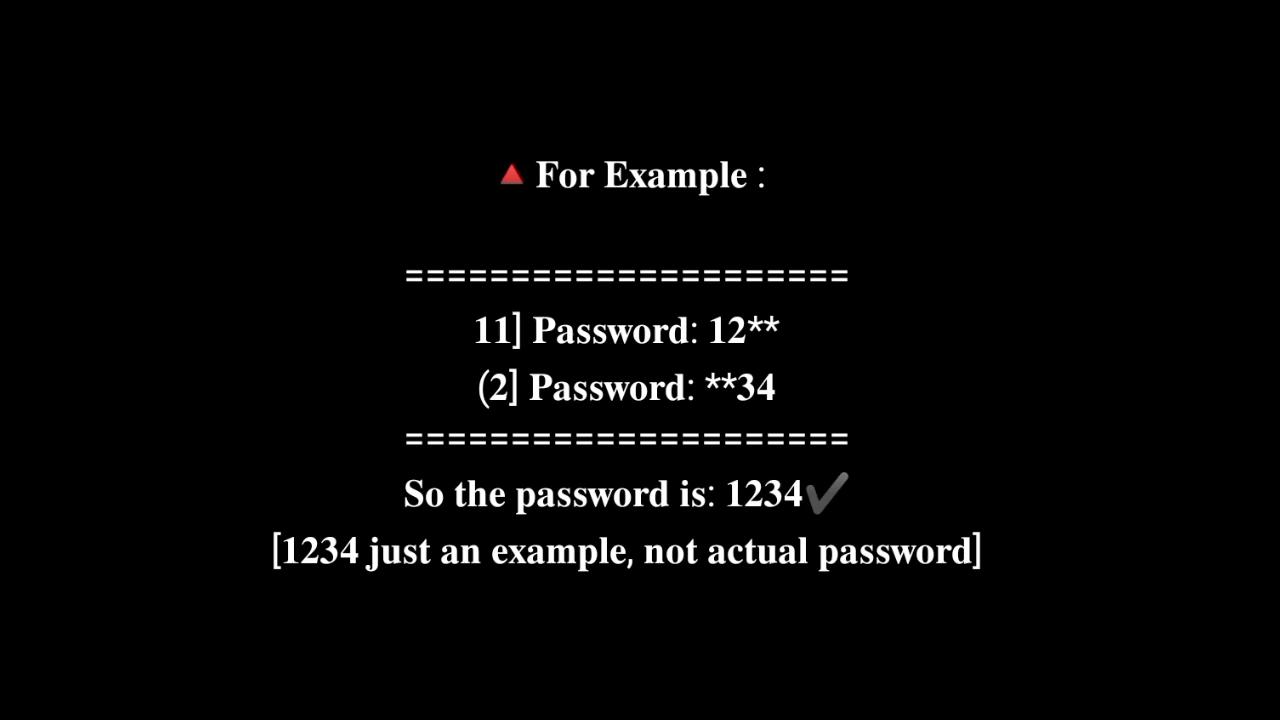 🔺For Example :
=====================
11] Password: 12**
(2] Password: **34
=====================
So the password is: 1234✔
[1234 just an example, not actual password]